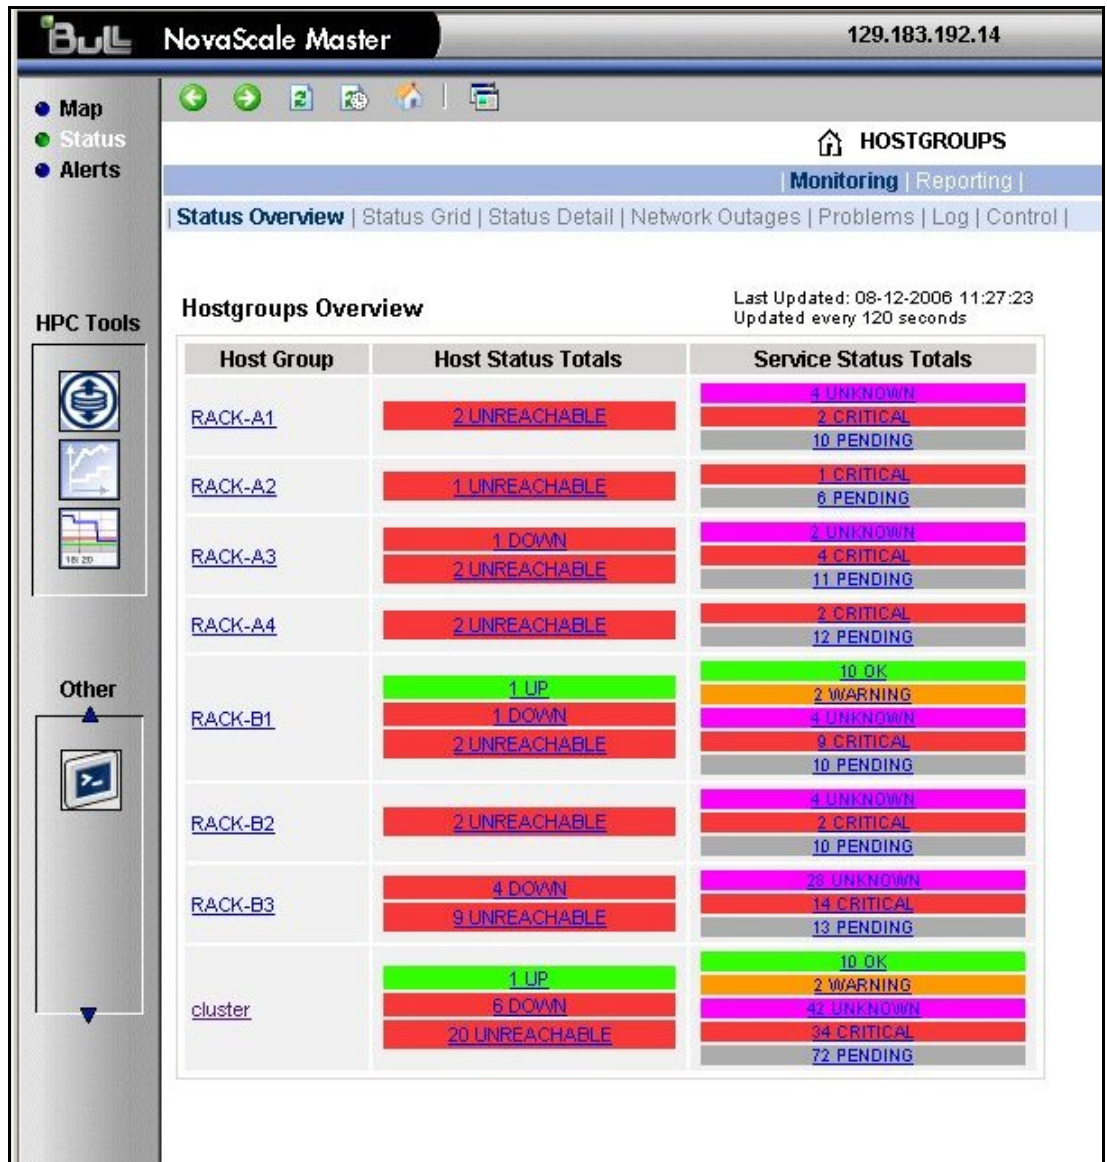 Bull NovaScale Master 129.183.192.14
Map
Status
Alerts
HOSTGROUPS
| Monitoring | Reporting |
| Status Overview | Status Grid | Status Detail | Network Outages | Problems | Log | Control |
Hostgroups Overview
Last Updated: 08-12-2006 11:27:23
Updated every 120 seconds
HPC Tools
Host Group Host Status Totals Service Status Totals
RACK-A1
2 UNREACHABLE
4 UNKNOWN
2 CRITICAL
10 PENDING
RACK-A2
1 UNREACHABLE
1 CRITICAL
6 PENDING
RACK-A3
1 DOWN
2 UNREACHABLE
2 UNKNOWN
4 CRITICAL
11 PENDING
RACK-A4
2 UNREACHABLE
2 CRITICAL
12 PENDING
Other
RACK-B1
1 UP
1 DOWN
2 UNREACHABLE
10 OK
2 WARNING
4 UNKNOWN
9 CRITICAL
10 PENDING
RACK-B2
2 UNREACHABLE
4 UNKNOWN
2 CRITICAL
10 PENDING
RACK-B3
4 DOWN
9 UNREACHABLE
28 UNKNOWN
14 CRITICAL
13 PENDING
cluster
1 UP
6 DOWN
20 UNREACHABLE
10 OK
2 WARNING
42 UNKNOWN
34 CRITICAL
72 PENDING